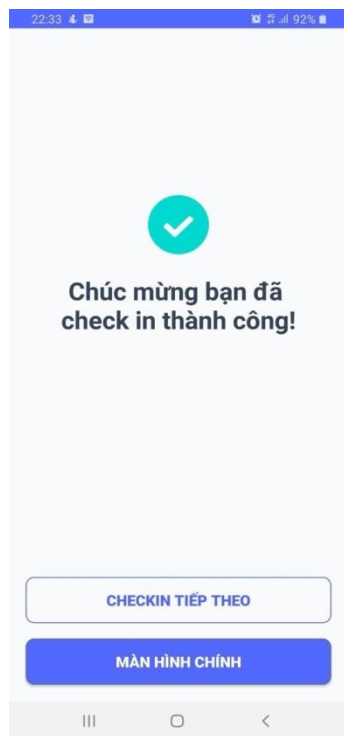 22:33 92%
Chúc mừng bạn đã
check in thành công!
CHECKIN TIẾP THEO
MÀN HÌNH CHÍNH